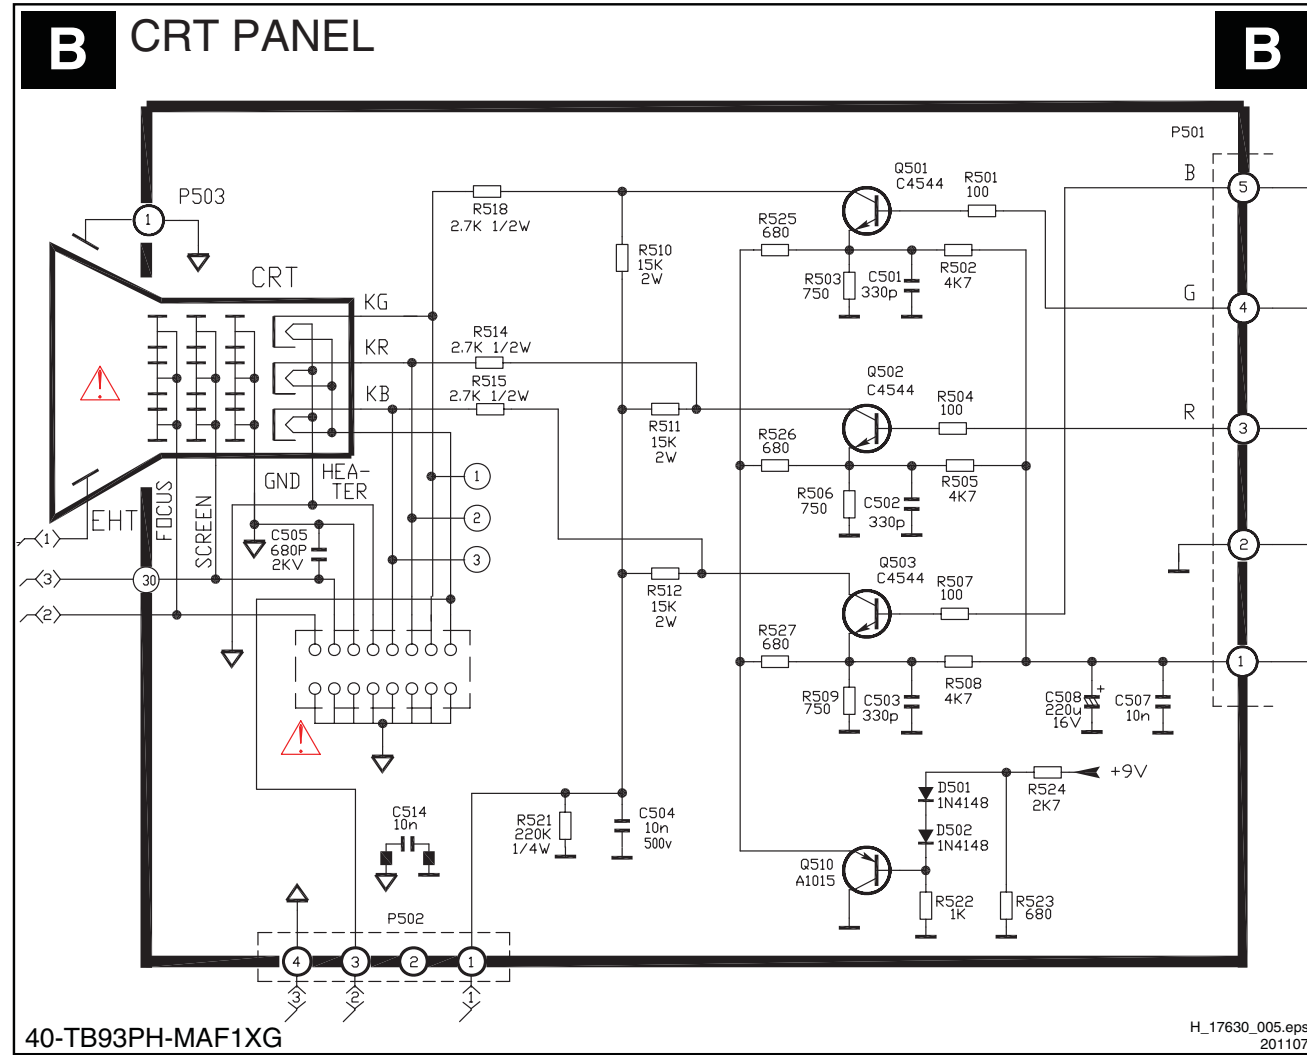 B CRT PANEL B
P501
P503
1
CRT
KG
KR
KB
R518
2.7K 1/2W
R514
2.7K 1/2W
R515
2.7K 1/2W
R510
15K
2W
R511
15K
2W
R512
15K
2W
Q501
C4544
R501
100
R525
680
R503
750
C501
330p
R502
4K7
Q502
C4544
R504
100
R526
680
R506
750
C502
330p
R505
4K7
Q503
C4544
R507
100
R527
680
R509
750
C503
330p
R508
4K7
B
5
G
4
R
3
2
1
C508
+
220u
16V
C507
10n
EHT
FOCUS
SCREEN
GND
HEA-
TER
C505
680P
2KV
1
2
3
1
3
30
2
D501
1N4148
D502
1N4148
R524
2K7
+9V
Q510
A1015
R522
1K
R523
680
R521
220K
1/4W
C504
10n
500v
C514
10n
P502
4
3
2
1
3
2
1
40-TB93PH-MAF1XG
H_17630_005.eps
201107